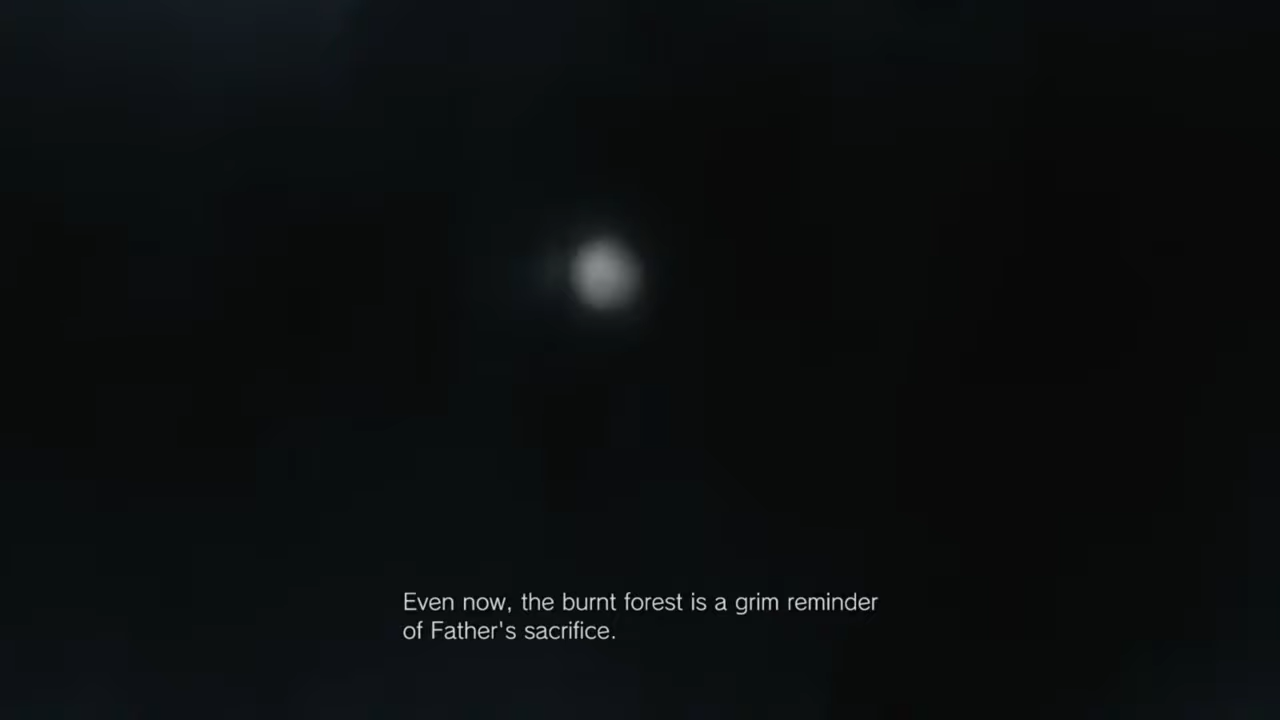 Even now, the burnt forest is a grim reminder
of Father's sacrifice.